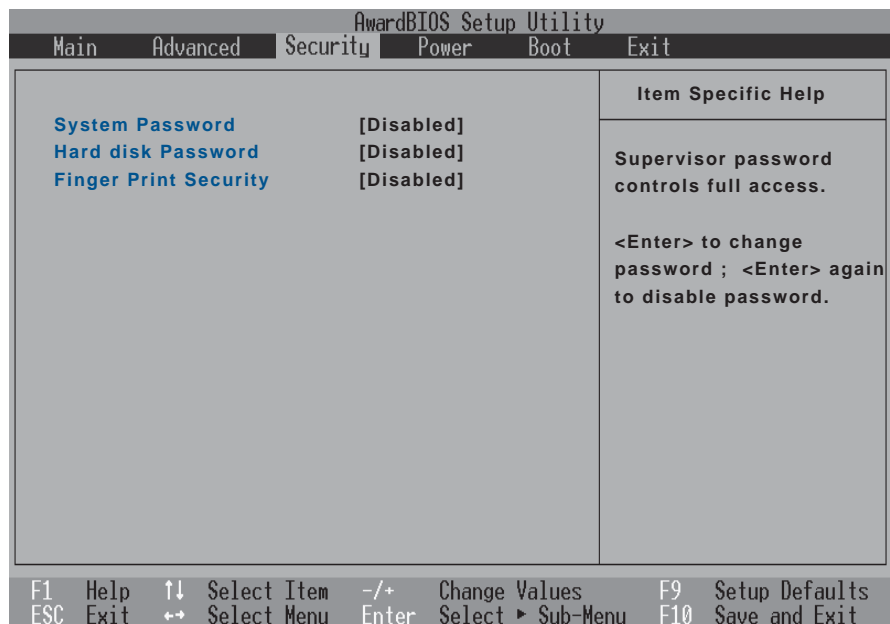 AwardBIOS Setup Utility
Main Advanced Security Power Boot Exit
Item Specific Help
System Password [Disabled]
Hard disk Password [Disabled]
Finger Print Security [Disabled]
Supervisor password
controls full access.
<Enter> to change
password ; <Enter> again
to disable password.
F1 Help ↑↓ Select Item -/+ Change Values F9 Setup Defaults
ESC Exit ←→ Select Menu Enter Select ▸ Sub-Menu F10 Save and Exit